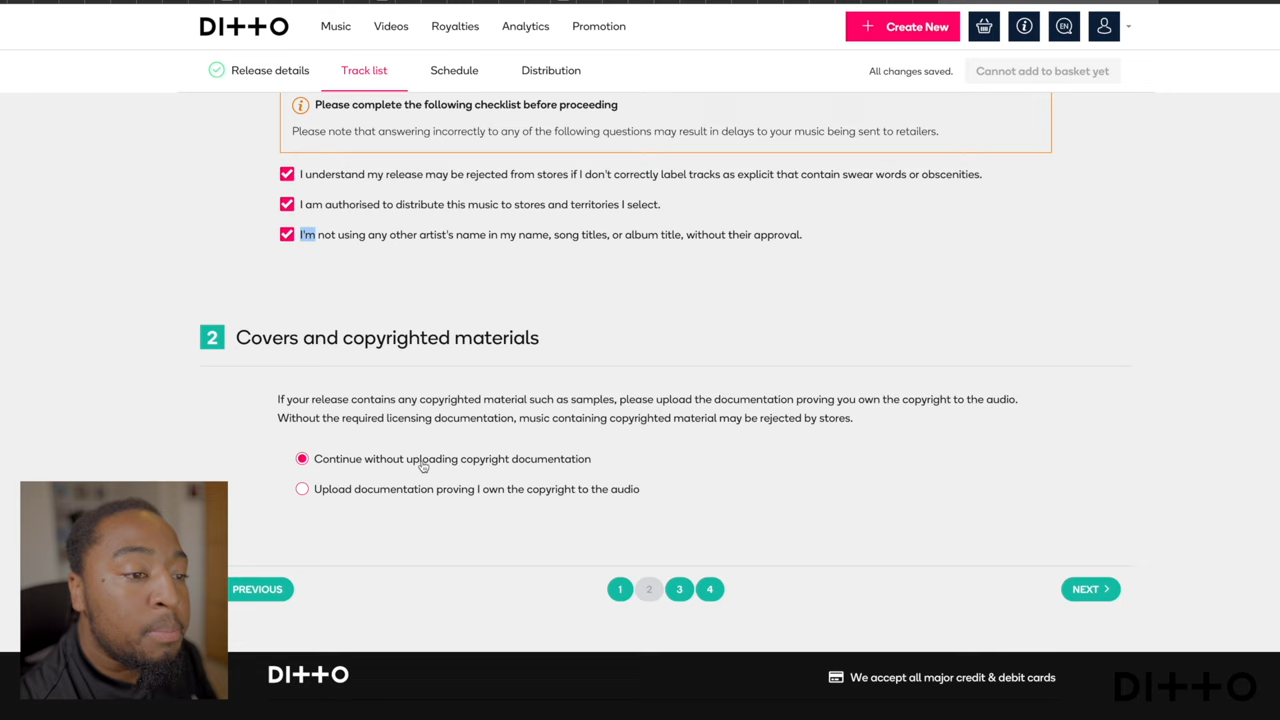 DITTO
Music
Videos
Royalties
Analytics
Promotion
+ Create New
EN
Release details
Track list
Schedule
Distribution
All changes saved.
Cannot add to basket yet
Please complete the following checklist before proceeding
Please note that answering incorrectly to any of the following questions may result in delays to your music being sent to retailers.
I understand my release may be rejected from stores if I don't correctly label tracks as explicit that contain swear words or obscenities.
I am authorised to distribute this music to stores and territories I select.
I'm not using any other artist's name in my name, song titles, or album title, without their approval.
2 Covers and copyrighted materials
If your release contains any copyrighted material such as samples, please upload the documentation proving you own the copyright to the audio.
Without the required licensing documentation, music containing copyrighted material may be rejected by stores.
Continue without uploading copyright documentation
Upload documentation proving I own the copyright to the audio
PREVIOUS
1
2
3
4
NEXT >
DITTO
We accept all major credit & debit cards
DITTO